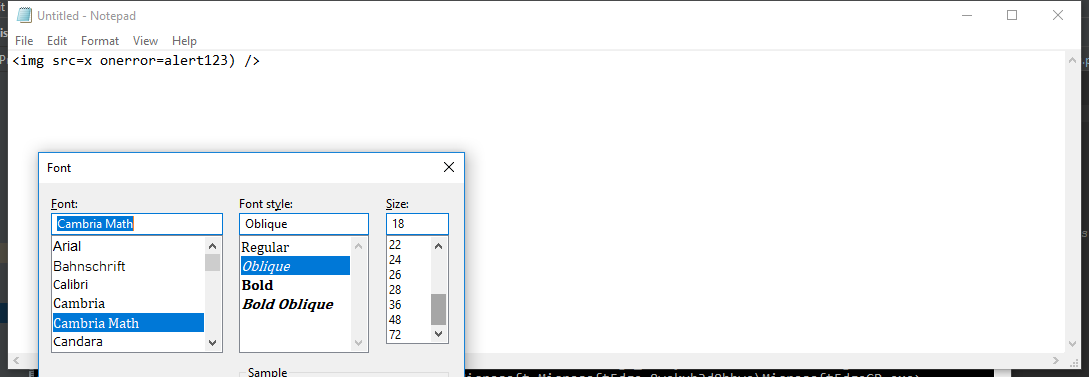 Untitled - Notepad
File Edit Format View Help
<img src=x onerror=alert123) />
Font
Font: Font style: Size:
Cambria Math Oblique 18
Arial Regular 22
Bahnschrift Oblique 24
Calibri Bold 26
Cambria Bold Oblique 28
Cambria Math 36
Candara 48
72
Sample